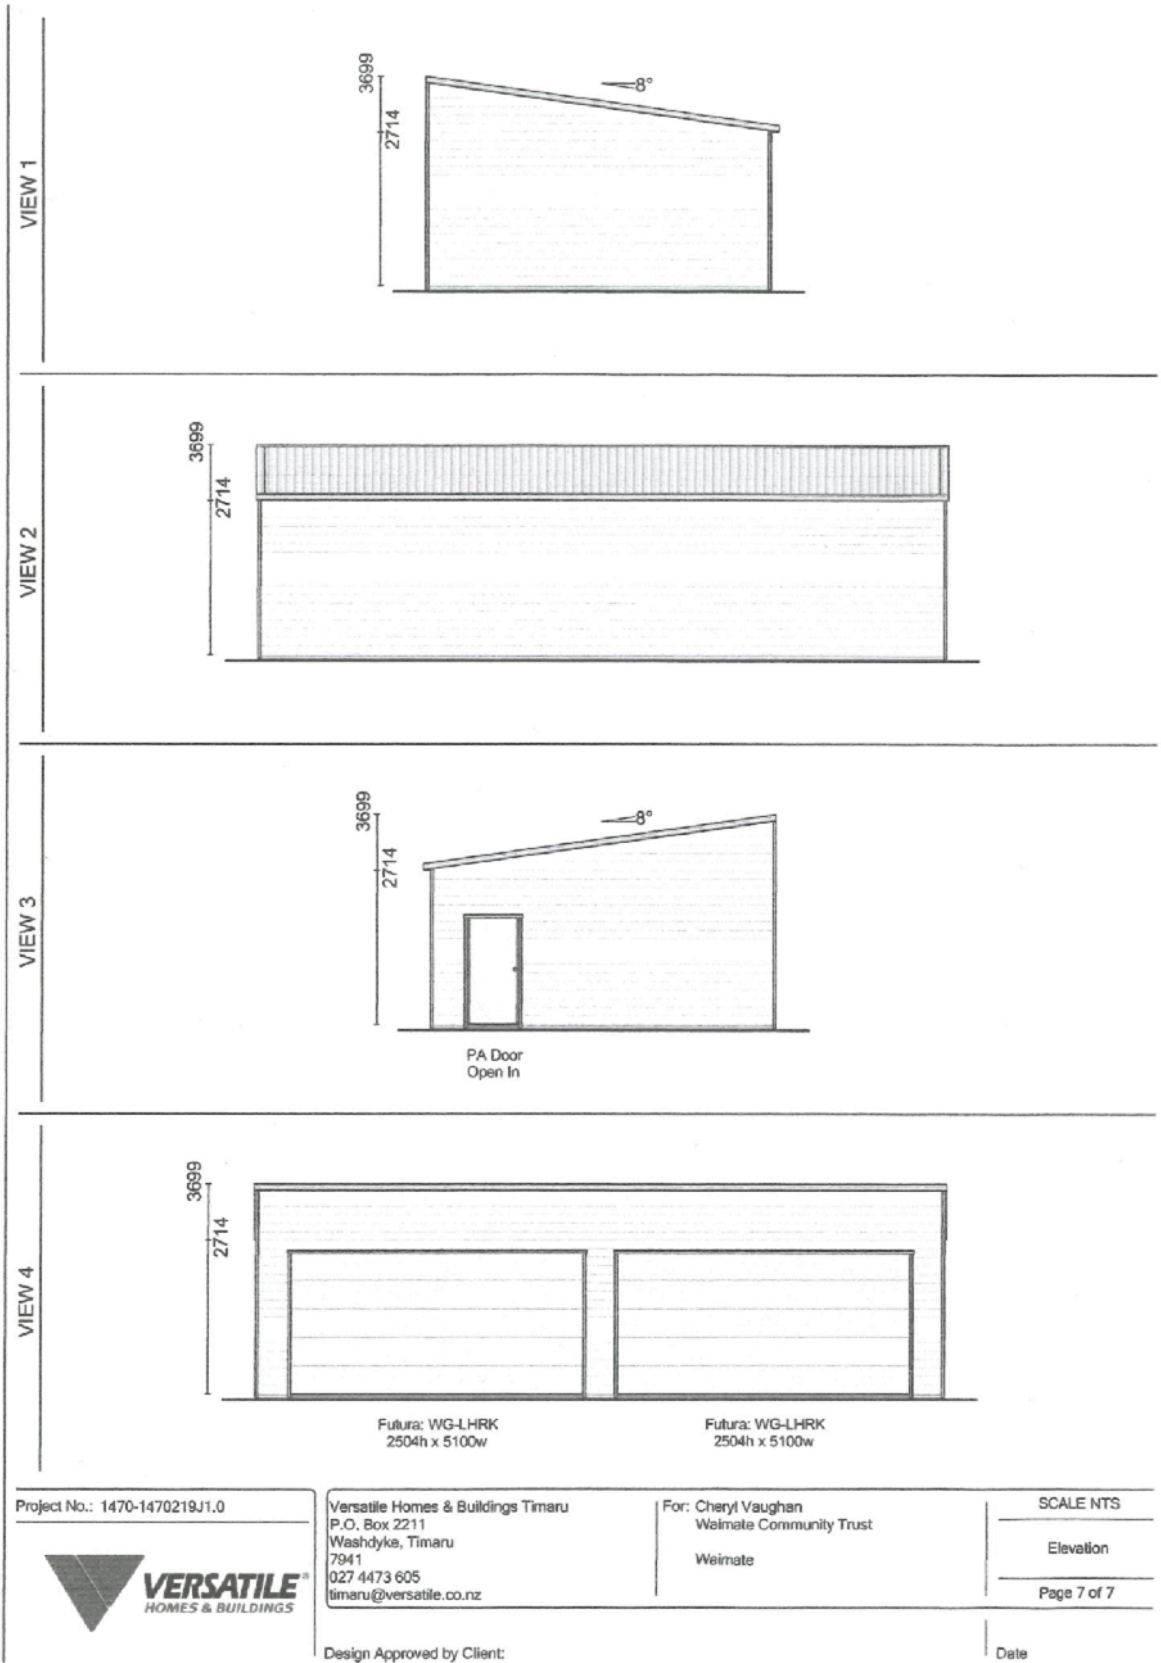 VIEW 1
3699
2714
8°
VIEW 2
3699
2714
VIEW 3
3699
2714
8°
PA Door
Open In
VIEW 4
3699
2714
Futura: WG-LHRK
2504h x 5100w
Futura: WG-LHRK
2504h x 5100w
Project No.: 1470-1470219J1.0
VERSATILE®
HOMES & BUILDINGS
Versatile Homes & Buildings Timaru
P.O. Box 2211
Washdyke, Timaru
7941
027 4473 605
timaru@versatile.co.nz
For: Cheryl Vaughan
Waimate Community Trust
Waimate
SCALE NTS
Elevation
Page 7 of 7
Design Approved by Client:
Date